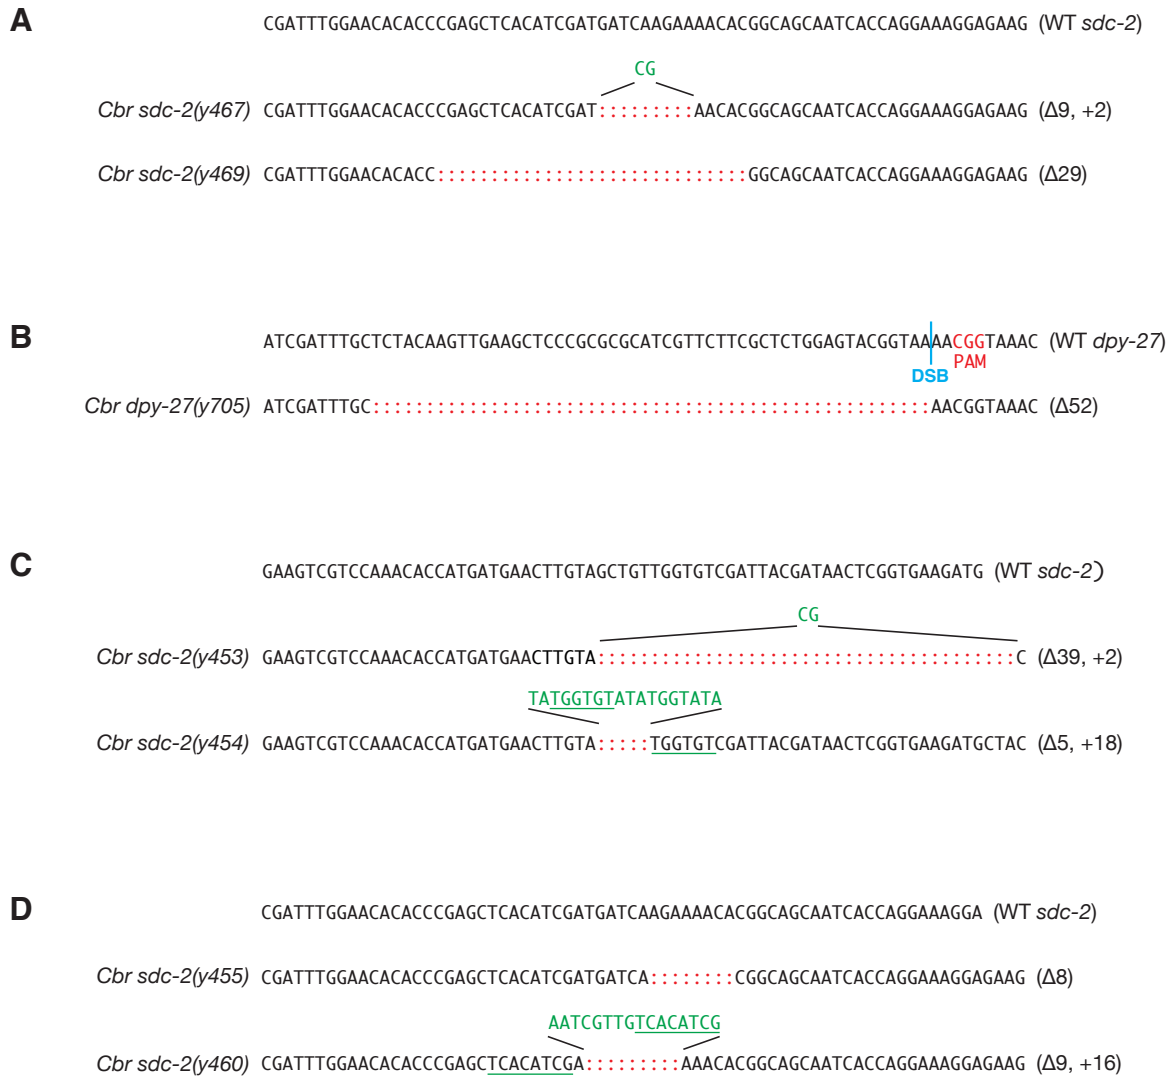 A
CGATTTGGAACACACCCGAGCTCACATCGATGATCAAGAAAACACGGCAGCAATCACCAGGAAAGGAGAAG (WT sdc-2)
CG
Cbr sdc-2(y467) CGATTTGGAACACACCCGAGCTCACATCGAT:::::::::AACACGGCAGCAATCACCAGGAAAGGAGAAG (Δ9, +2)
Cbr sdc-2(y469) CGATTTGGAACACACC:::::::::::::::::::::::::::::GGCAGCAATCACCAGGAAAGGAGAAG (Δ29)
B
ATCGATTTGCTCTACAAGTTGAAGCTCCCGCGCGCATCGTTCTTCGCTCTGGAGTACGGTAAAACGGTAAAC (WT dpy-27)
PAM
DSB
Cbr dpy-27(y705) ATCGATTTGC::::::::::::::::::::::::::::::::::::::::::::::::::::AACGGTAAAC (Δ52)
C
GAAGTCGTCCAAACACCATGATGAACTTGTAGCTGTTGGTGTCGATTACGATAACTCGGTGAAGATG (WT sdc-2)
CG
Cbr sdc-2(y453) GAAGTCGTCCAAACACCATGATGAACTTGTA:::::::::::::::::::::::::::::::::::::::C (Δ39, +2)
TATGGTGTATATGGTATA
Cbr sdc-2(y454) GAAGTCGTCCAAACACCATGATGAACTTGTA:::::TGGTGTCGATTACGATAACTCGGTGAAGATGCTAC (Δ5, +18)
D
CGATTTGGAACACACCCGAGCTCACATCGATGATCAAGAAAACACGGCAGCAATCACCAGGAAAGGA (WT sdc-2)
Cbr sdc-2(y455) CGATTTGGAACACACCCGAGCTCACATCGATGATCA::::::::CGGCAGCAATCACCAGGAAAGGAGAAG (Δ8)
AATCGTTGTCACATCG
Cbr sdc-2(y460) CGATTTGGAACACACCCGAGCTCACATCGA:::::::::AAACACGGCAGCAATCACCAGGAAAGGAGAAG (Δ9, +16)